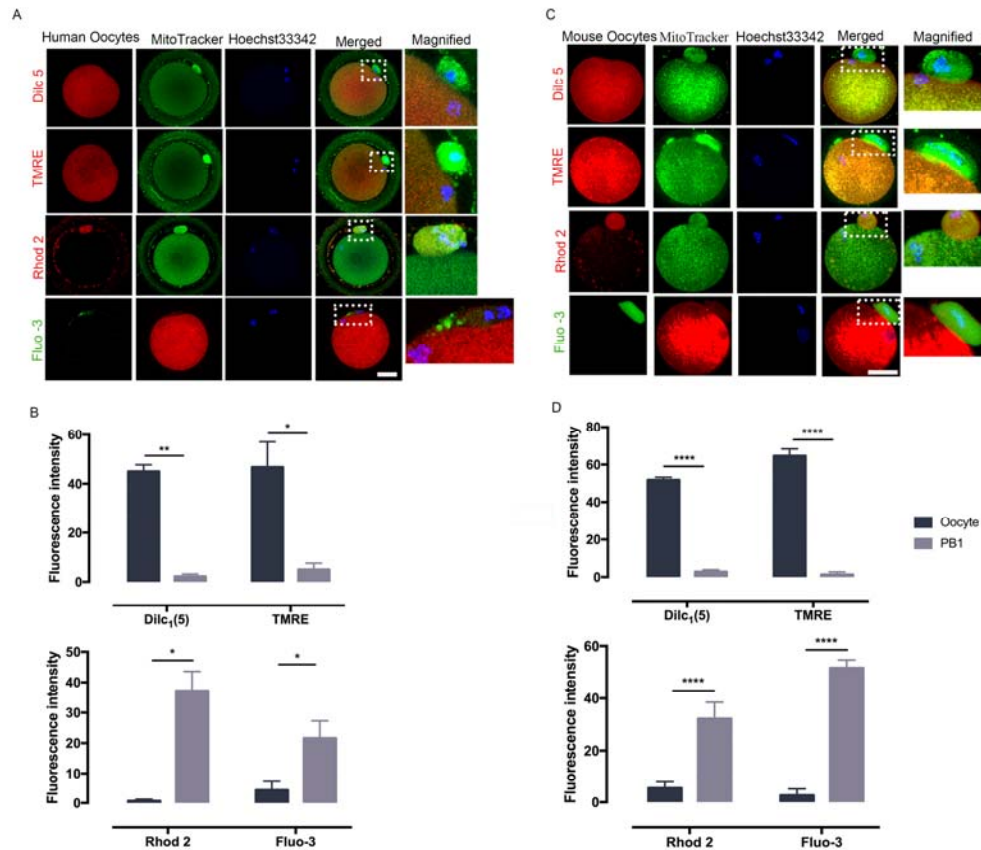 A
Human Oocytes MitoTracker Hoechst33342 Merged Magnified
Dilc 5
TMRE
Rhod 2
Fluo -3
C
Mouse Oocytes MitoTracker Hoechst33342 Merged Magnified
Dilc 5
TMRE
Rhod 2
Fluo -3
B
Fluorescence intensity
60
40
20
0
**
*
Dilc₁(5) TMRE
Fluorescence intensity
50
40
30
20
10
0
*
*
Rhod 2 Fluo-3
D
Fluorescence intensity
80
60
40
20
0
****
****
Dilc₁(5) TMRE
Oocyte
PB1
Fluorescence intensity
60
40
20
0
****
****
Rhod 2 Fluo-3